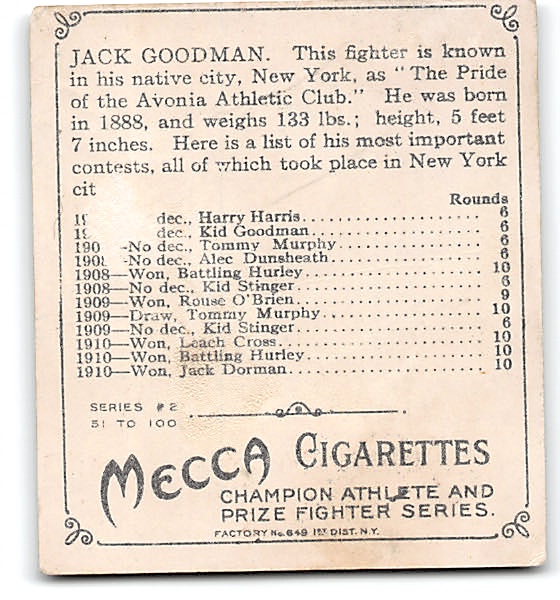 JACK GOODMAN. This fighter is known
in his native city, New York, as "The Pride
of the Avonia Athletic Club." He was born
in 1888, and weighs 133 lbs.; height, 5 feet
7 inches. Here is a list of his most important
contests, all of which took place in New York
cit
Rounds
dec., Harry Harris 6
dec., Kid Goodman 6
190 -No dec., Tommy Murphy 6
1908 -No dec., Alec Dunsheath 6
1908—Won, Battling Hurley 10
1908—No dec., Kid Stinger 6
1909—Won, Rouse O'Brien 9
1909—Draw, Tommy Murphy 10
1909—No dec., Kid Stinger 6
1910—Won, Leach Cross 10
1910—Won, Battling Hurley 10
1910—Won, Jack Dorman 10
SERIES #2
51 TO 100
MECCA CIGARETTES
CHAMPION ATHLETE AND
PRIZE FIGHTER SERIES.
FACTORY No. 649 1ST DIST. N.Y.